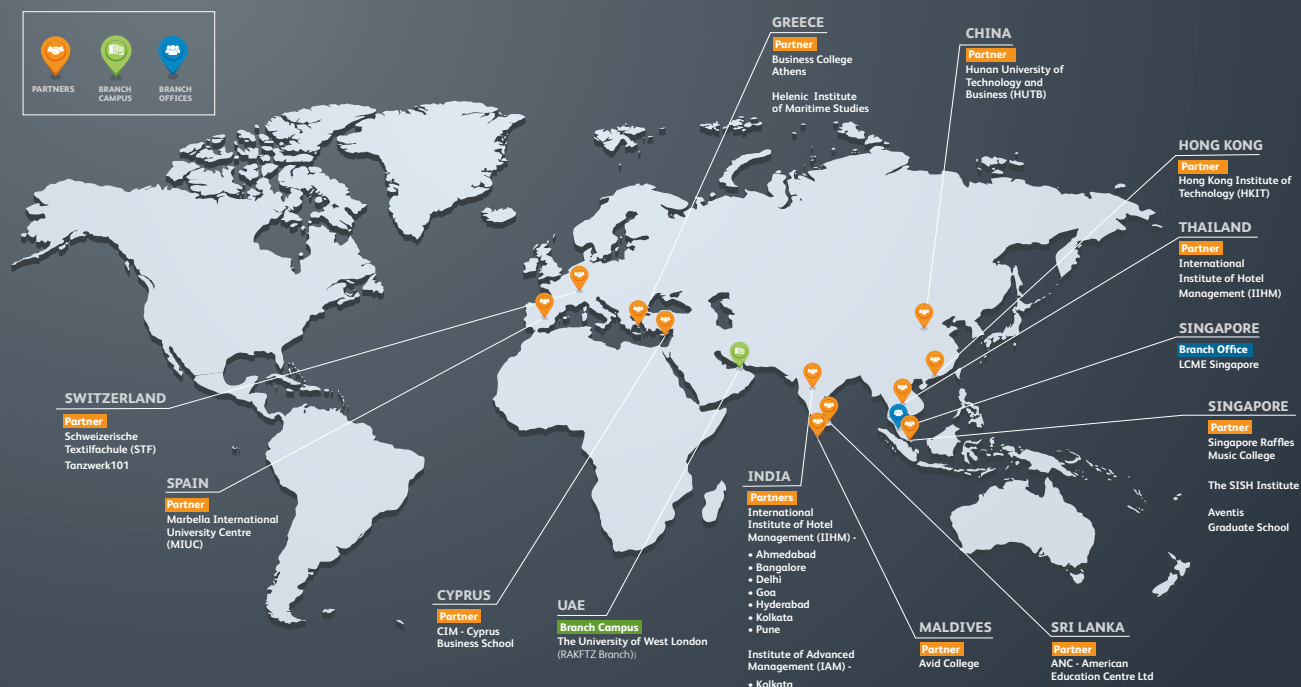 PARTNERS
BRANCH
CAMPUS
BRANCH
OFFICES
GREECE
Partner
Business College
Athens
Helenic Institute
of Maritime Studies
CHINA
Partner
Hunan University of
Technology and
Business (HUTB)
HONG KONG
Partner
Hong Kong Institute of
Technology (HKIT)
THAILAND
Partner
International
Institute of Hotel
Management (IIHM)
SINGAPORE
Branch Office
LCME Singapore
SINGAPORE
Partner
Singapore Raffles
Music College
The SISH Institute
Aventis
Graduate School
SWITZERLAND
Partner
Schweizerische
Textilfachule (STF)
Tanzwerk101
SPAIN
Partner
Marbella International
University Centre
(MIUC)
CYPRUS
Partner
CIM - Cyprus
Business School
UAE
Branch Campus
The University of West London
(RAKFTZ Branch))
INDIA
Partners
International
Institute of Hotel
Management (IIHM) -
• Ahmedabad
• Bangalore
• Delhi
• Goa
• Hyderabad
• Kolkata
• Pune
Institute of Advanced
Management (IAM) -
• Kolkata
MALDIVES
Partner
Avid College
SRI LANKA
Partner
ANC - American
Education Centre Ltd